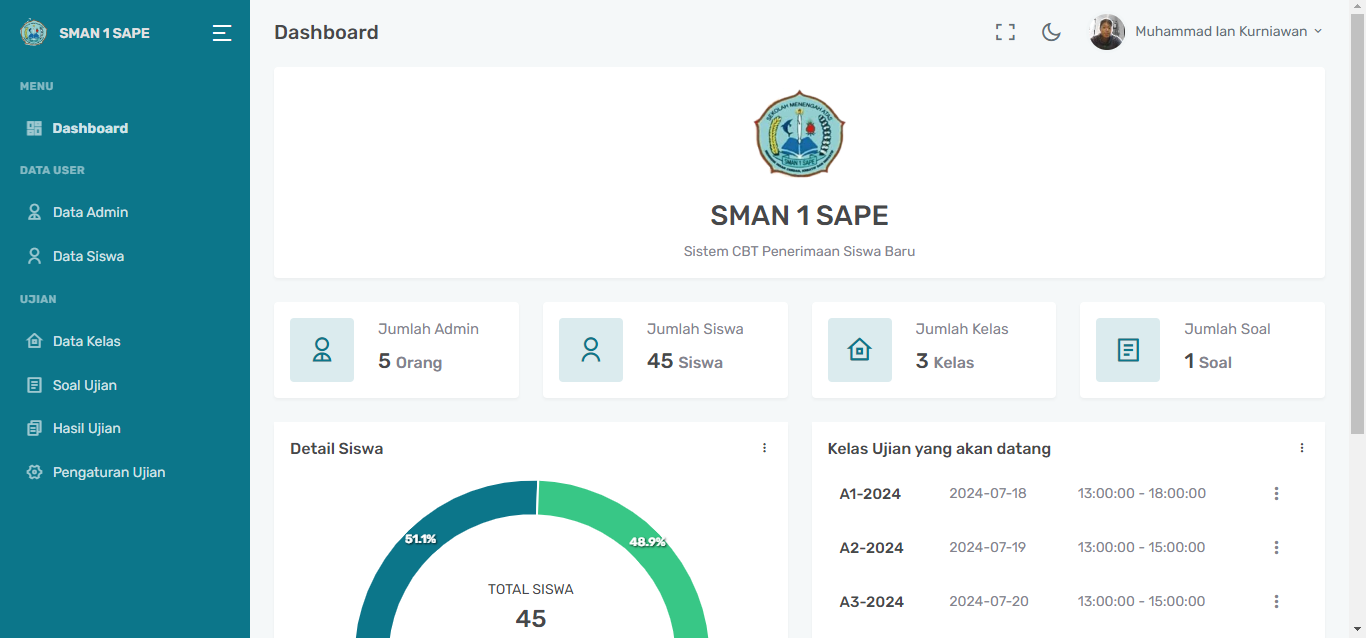 SMAN 1 SAPE
Dashboard
Muhammad Ian Kurniawan
MENU
Dashboard
DATA USER
Data Admin
Data Siswa
UJIAN
Data Kelas
Soal Ujian
Hasil Ujian
Pengaturan Ujian
SEKOLAH MENENGAH ATAS
SMAN 1 SAPE
SMAN 1 SAPE
Sistem CBT Penerimaan Siswa Baru
Jumlah Admin
5 Orang
Jumlah Siswa
45 Siswa
Jumlah Kelas
3 Kelas
Jumlah Soal
1 Soal
Detail Siswa
51.1%
48.9%
TOTAL SISWA
45
Kelas Ujian yang akan datang
A1-2024 2024-07-18 13:00:00 - 18:00:00
A2-2024 2024-07-19 13:00:00 - 15:00:00
A3-2024 2024-07-20 13:00:00 - 15:00:00